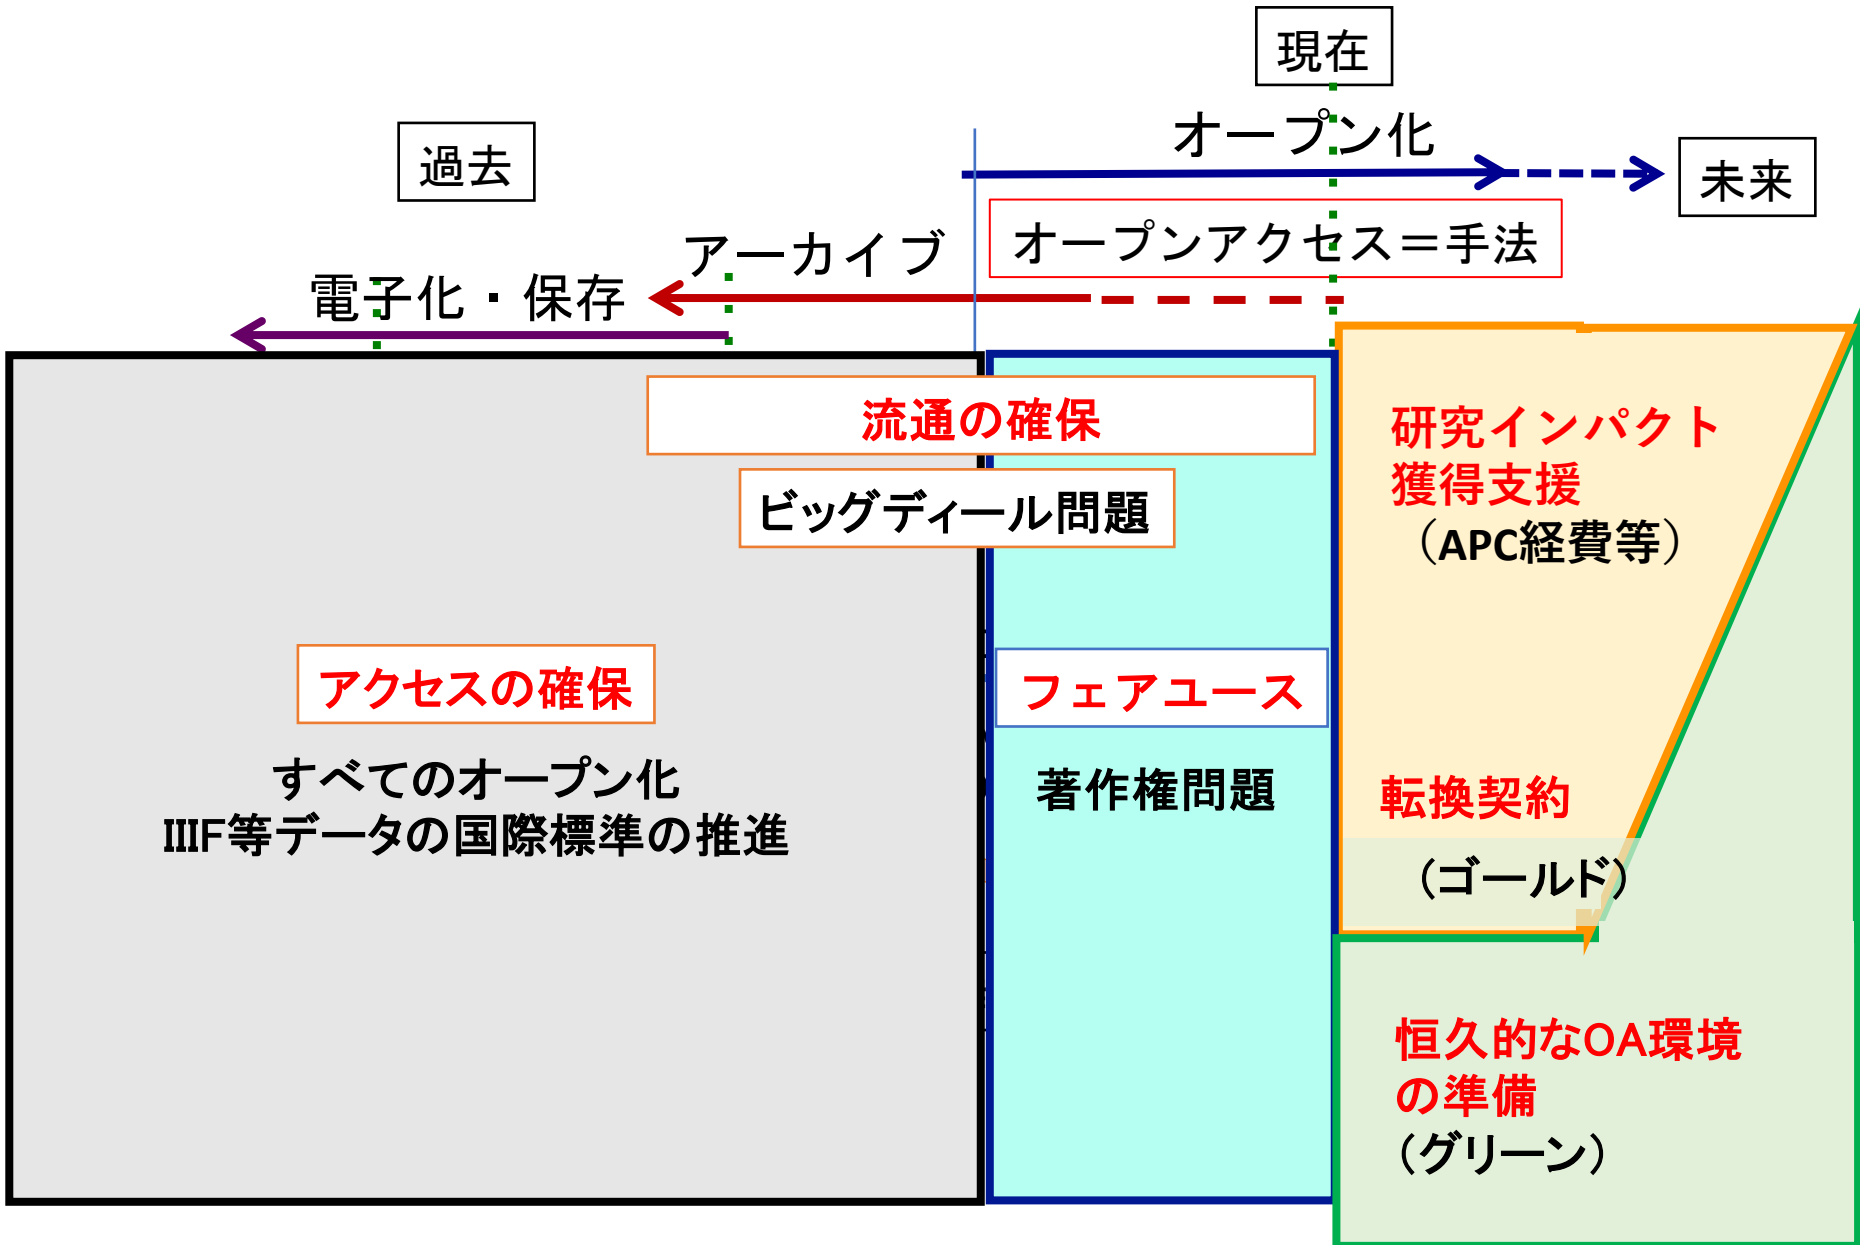 現在
オープン化
過去
未来
オープンアクセス＝手法
アーカイブ
電子化・保存
流通の確保
ビッグディール問題
アクセスの確保
すべてのオープン化
IIIF等データの国際標準の推進
フェアユース
著作権問題
研究インパクト
獲得支援
（APC経費等）
転換契約
（ゴールド）
恒久的なOA環境
の準備
（グリーン）